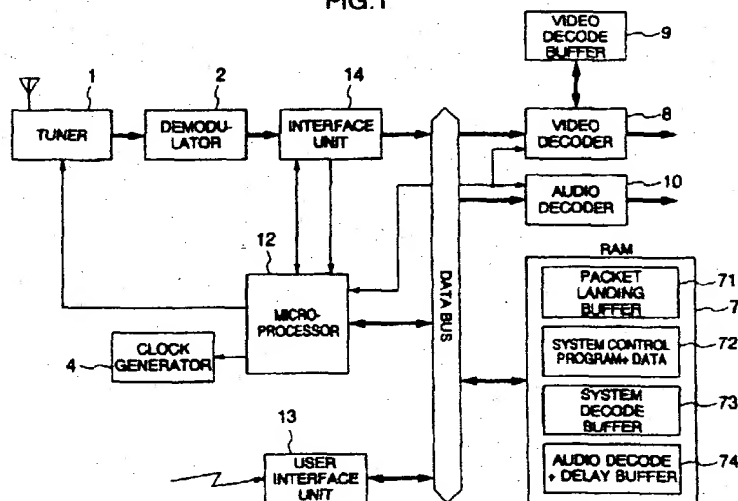 FIG.1
VIDEO
DECODE
BUFFER
9
1
2
14
8
TUNER
DEMODU-
LATOR
INTERFACE
UNIT
VIDEO
DECODER
10
AUDIO
DECODER
12
RAM
MICRO-
PROCESSOR
DATA BUS
PACKET
LANDING
BUFFER
71
7
CLOCK
GENERATOR
4
SYSTEM CONTROL
PROGRAM+ DATA
72
SYSTEM
DECODE
BUFFER
73
13
USER
INTERFACE
UNIT
AUDIO DECODE
+ DELAY BUFFER
74